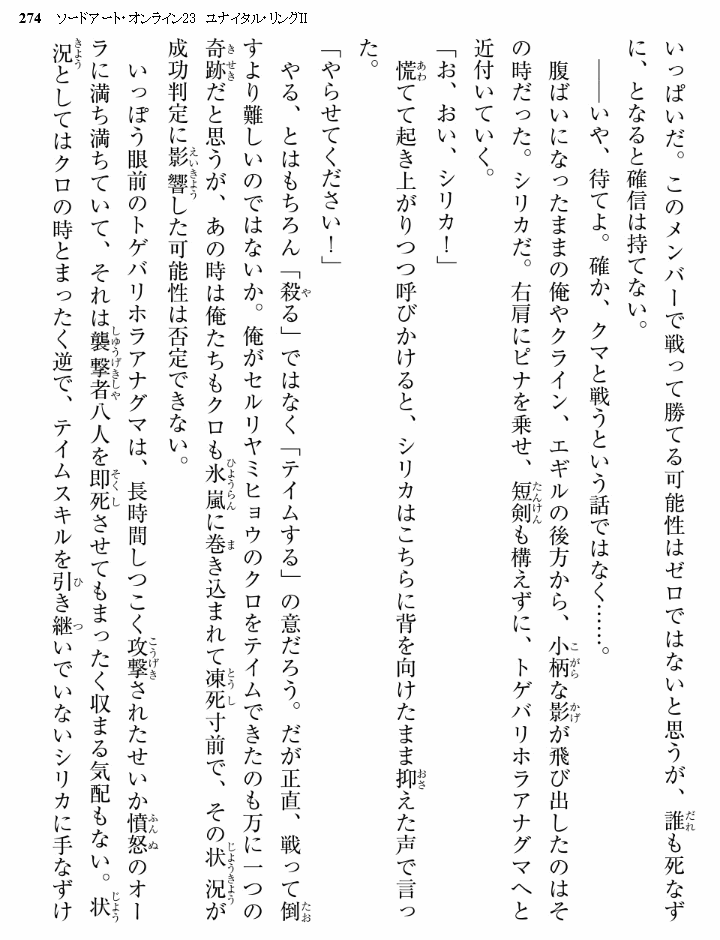 274　ソードアート・オンライン23　ユナイタル・リングII
いっぱいだ。このメンバーで戦って勝てる可能性はゼロではないと思うが、誰も死なず
に、となると確信は持てない。
――いや、待てよ。確か、クマと戦うという話ではなく……。
腹ばいになったままの俺やクライン、エギルの後方から、小柄な影が飛び出したのはそ
の時だった。シリカだ。右肩にピナを乗せ、短剣も構えずに、トゲバリホラアナグマへと
近付いていく。
「お、おい、シリカ！」
慌てて起き上がりつつ呼びかけると、シリカはこちらに背を向けたまま抑えた声で言っ
た。
「やらせてください！」
やる、とはもちろん「殺る」ではなく「テイムする」の意だろう。だが正直、戦って倒
すより難しいのではないか。俺がセルリヤミヒョウのクロをテイムできたのも万に一つの
奇跡だと思うが、あの時は俺たちもクロも氷嵐に巻き込まれて凍死寸前で、その状況が
成功判定に影響した可能性は否定できない。
いっぽう眼前のトゲバリホラアナグマは、長時間しつこく攻撃されたせいか憤怒のオー
ラに満ち満ちていて、それは襲撃者八人を即死させてもまったく収まる気配もない。状
況としてはクロの時とまったく逆で、テイムスキルを引き継いでいないシリカに手なずけ